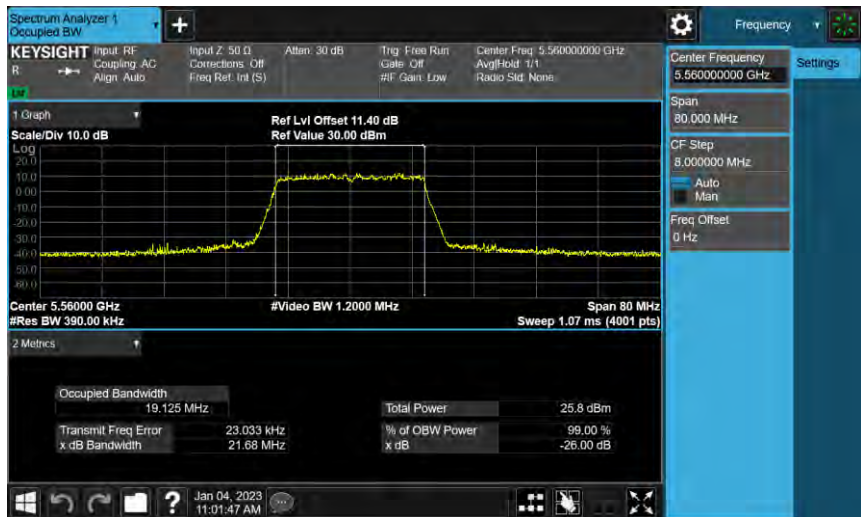 Spectrum Analyzer 1
Occupied BW
Frequency
KEYSIGHT
R
Input: RF
Coupling: AC
Align: Auto
Input Z: 50 Ω
Corrections: Off
Freq Ref: Int (S)
Atten: 30 dB
Trig: Free Run
Gate: Off
#IF Gain: Low
Center Freq: 5.560000000 GHz
Avg|Hold: 1/1
Radio Std: None
Center Frequency
5.560000000 GHz
Settings
Span
80.000 MHz
CF Step
8.000000 MHz
Auto
Man
Freq Offset
0 Hz
1 Graph
Scale/Div 10.0 dB
Ref Lvl Offset 11.40 dB
Ref Value 30.00 dBm
Log
20.0
10.0
0.00
-10.0
-20.0
-30.0
-40.0
-50.0
-60.0
Center 5.56000 GHz
#Res BW 390.00 kHz
#Video BW 1.2000 MHz
Span 80 MHz
Sweep 1.07 ms (4001 pts)
2 Metrics
Occupied Bandwidth
19.125 MHz
Total Power 25.8 dBm
Transmit Freq Error 23.033 kHz
% of OBW Power 99.00 %
x dB Bandwidth 21.68 MHz
x dB -26.00 dB
Jan 04, 2023
11:01:47 AM